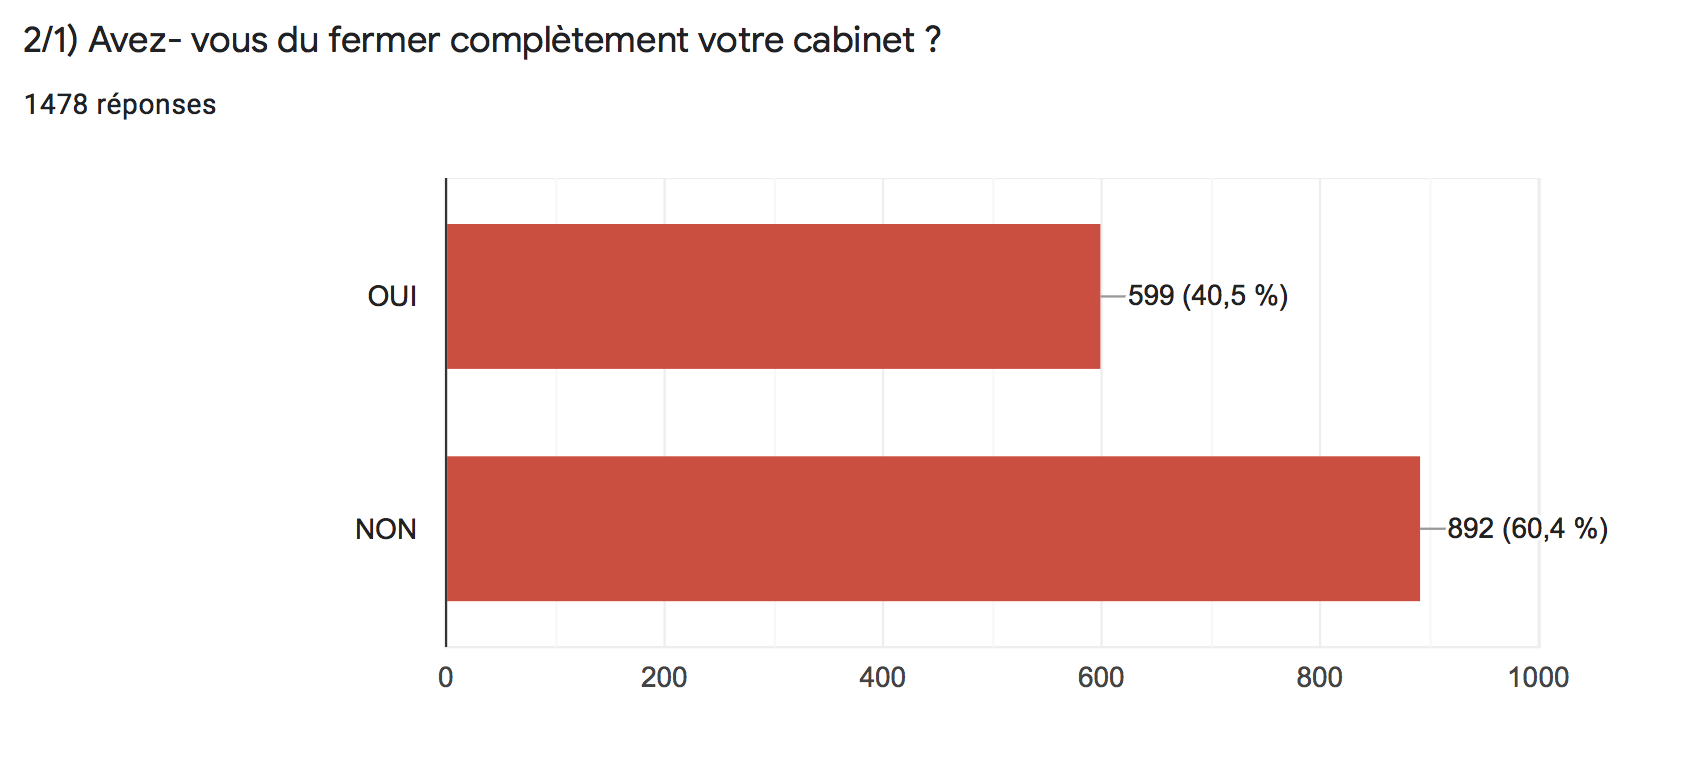 2/1) Avez- vous du fermer complètement votre cabinet ?
1478 réponses
OUI
599 (40,5 %)
NON
892 (60,4 %)
0 200 400 600 800 1000